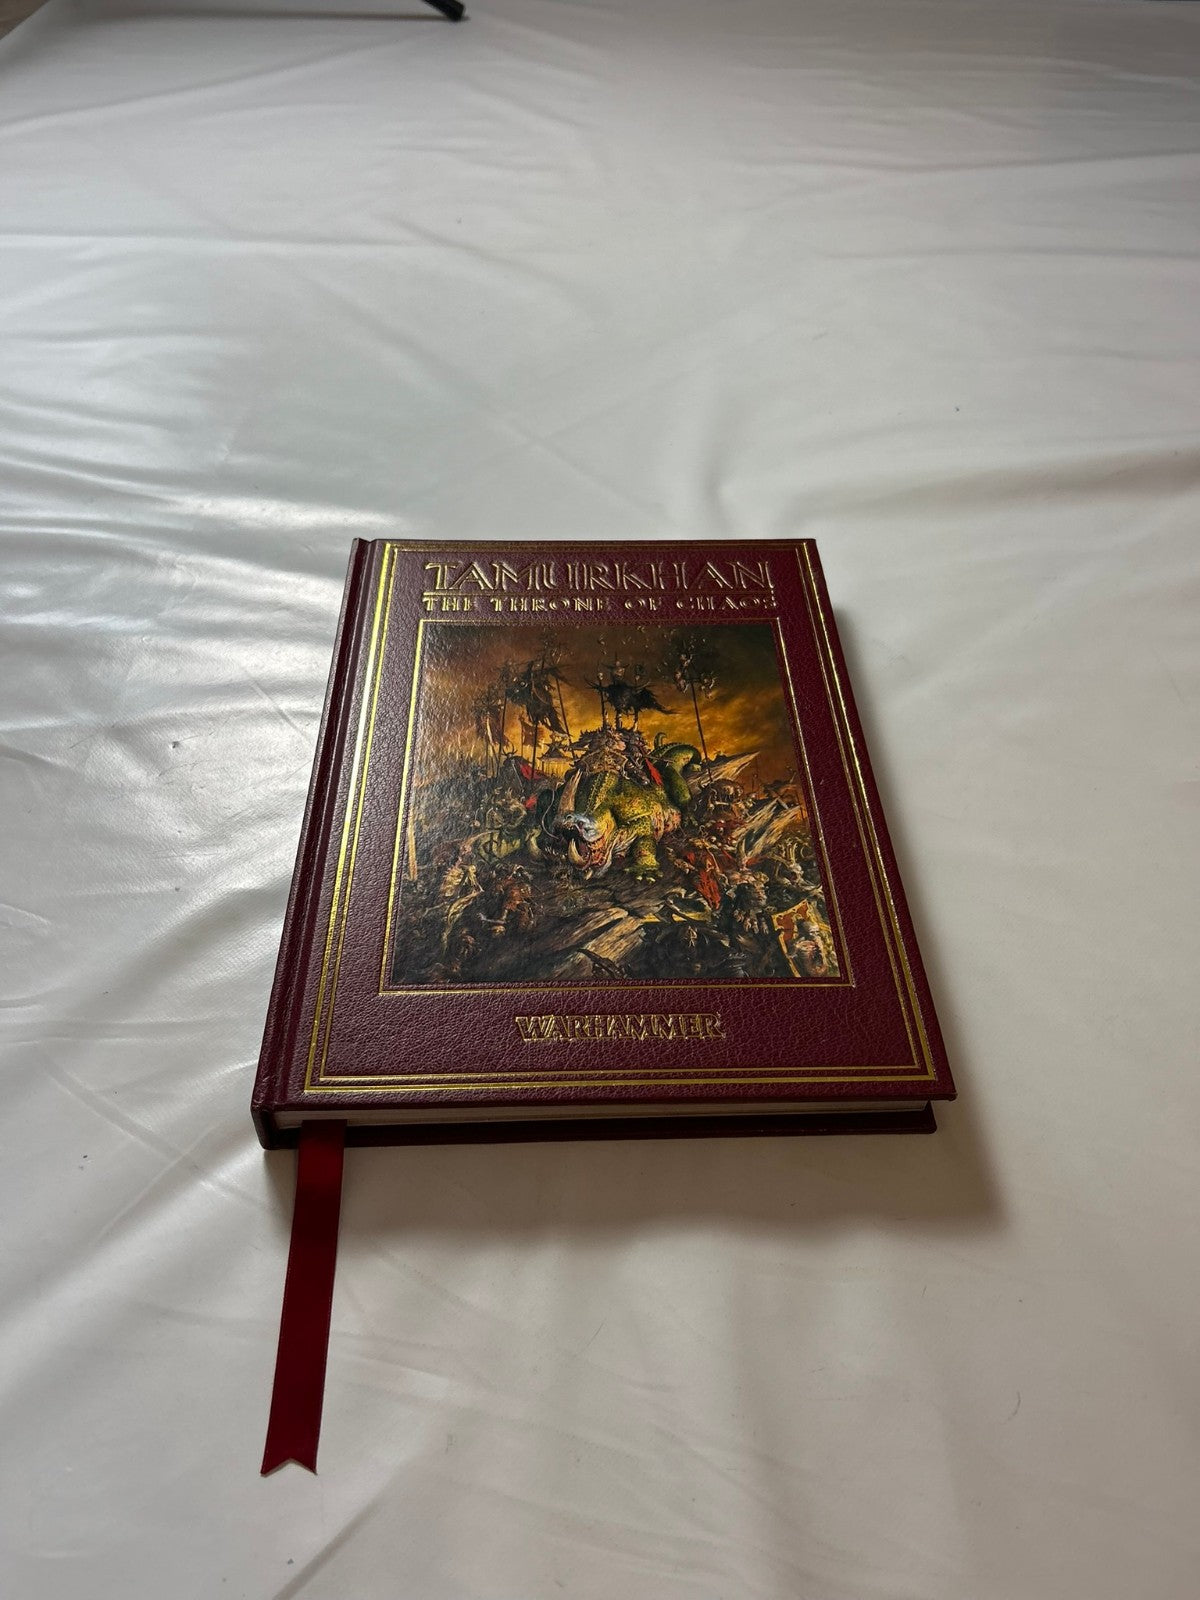 TAMURKHAN
THE THRONE OF CHAOS
WARHAMMER